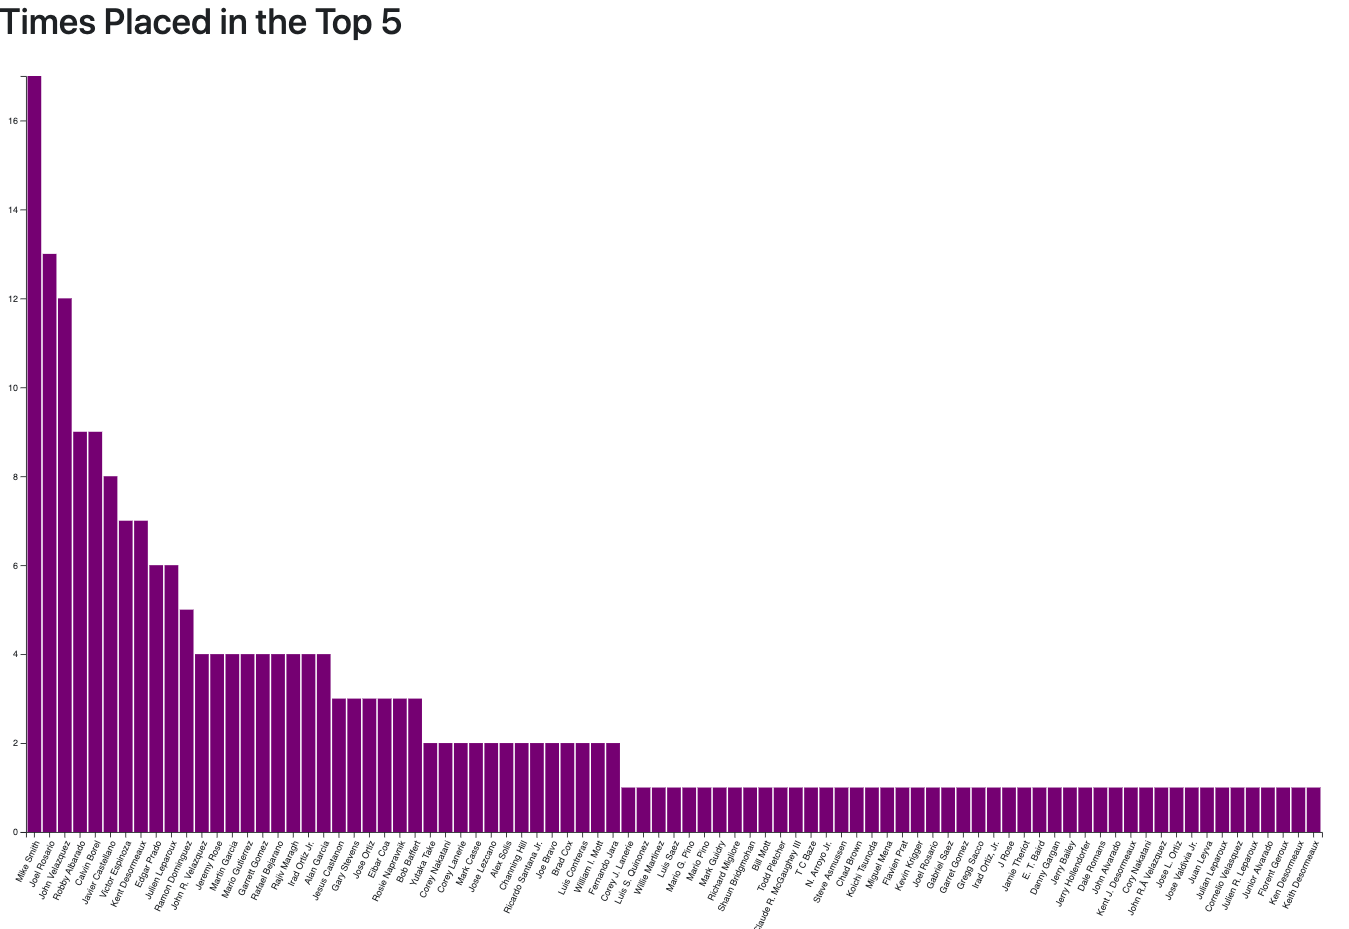 Times Placed in the Top 5
16
14
12
10
8
6
4
2
0
Mike Smith
Joel Rosario
John Velazquez
Robby Albarado
Calvin Borel
Javier Castellano
Victor Espinoza
Kent Desormeaux
Edgar Prado
Julien Leparoux
Ramon Dominguez
John R. Velazquez
Jeremy Rose
Martin Garcia
Mario Gutierrez
Garrett Gomez
Rafael Bejarano
Rajiv Maragh
Irad Ortiz Jr.
Alan Garcia
Jesus Castanon
Gary Stevens
Jose Ortiz
Eibar Coa
Rosie Napravnik
Bob Baffert
Yutaka Take
Corey Nakatani
Corey Lanerie
Mark Casse
Jose Lezcano
Alex Solis
Channing Hill
Ricardo Santana Jr.
Joe Bravo
Brad Cox
Luis Contreras
William I. Mott
Fernando Jara
Corey J. Lanerie
Luis S. Quinonez
Willie Martinez
Luis Saez
Mario G. Pino
Mario Pino
Mark Guidry
Richard Migliore
Shaun Bridgmohan
Bill Mott
Todd Pletcher
Claude R. McGaughey III
T C Baze
N. Arroyo Jr.
Steve Asmussen
Chad Brown
Koichi Tsunoda
Miguel Mena
Flavien Prat
Kevin Krigger
Joel Rosario
Gabriel Saez
Garret Gomez
Gregg Sacco
Irad Ortiz, Jr.
J Rose
Jamie Theriot
E. T. Baird
Danny Gargan
Jerry Bailey
Jerry Hollendorfer
Dale Romans
John Alvarado
Kent J. Desormeaux
Cory Nakatani
John R.Â Velazquez
Jose L. Ortiz
Jose Valdivia Jr.
Juan Leyva
Julian Leparoux
Cornelio Velasquez
Julien R. Leparoux
Junior Alvarado
Florent Geroux
Ken Desormeaux
Keith Desormeaux